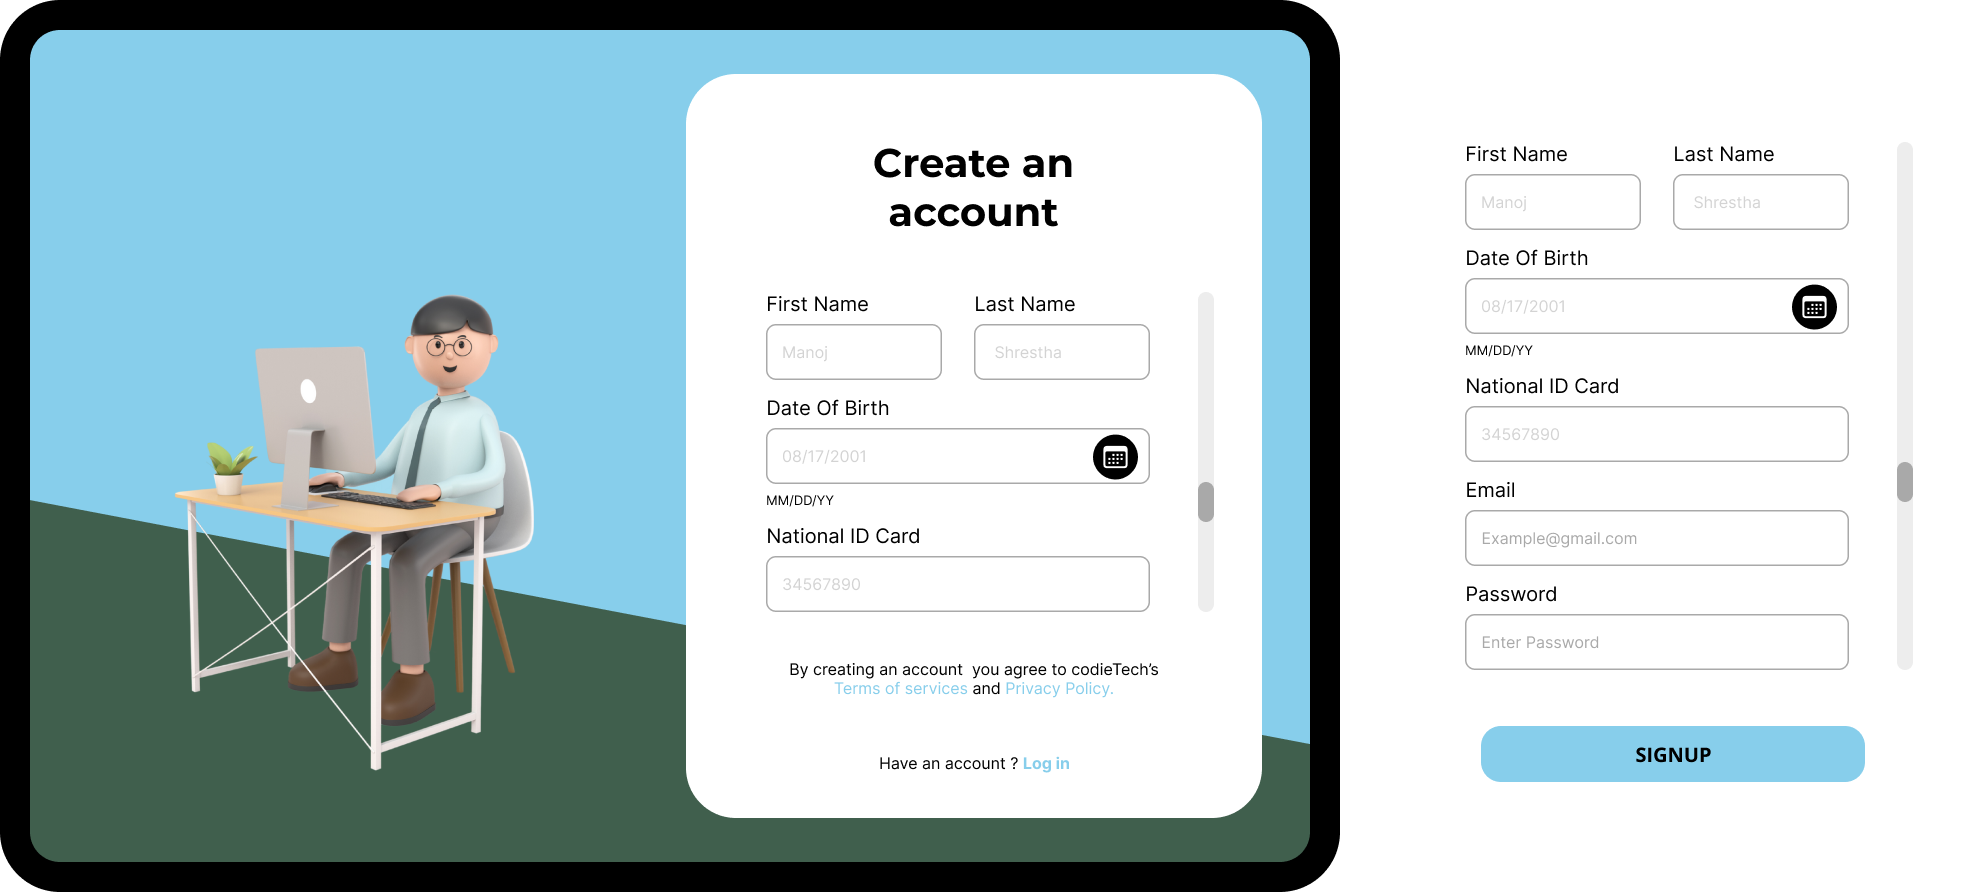 Create an
account
First Name Last Name
Manoj Shrestha
Date Of Birth
08/17/2001
MM/DD/YY
National ID Card
34567890
By creating an account  you agree to codieTech’s
Terms of services and Privacy Policy.
Have an account ? Log in
First Name Last Name
Manoj Shrestha
Date Of Birth
08/17/2001
MM/DD/YY
National ID Card
34567890
Email
Example@gmail.com
Password
Enter Password
SIGNUP